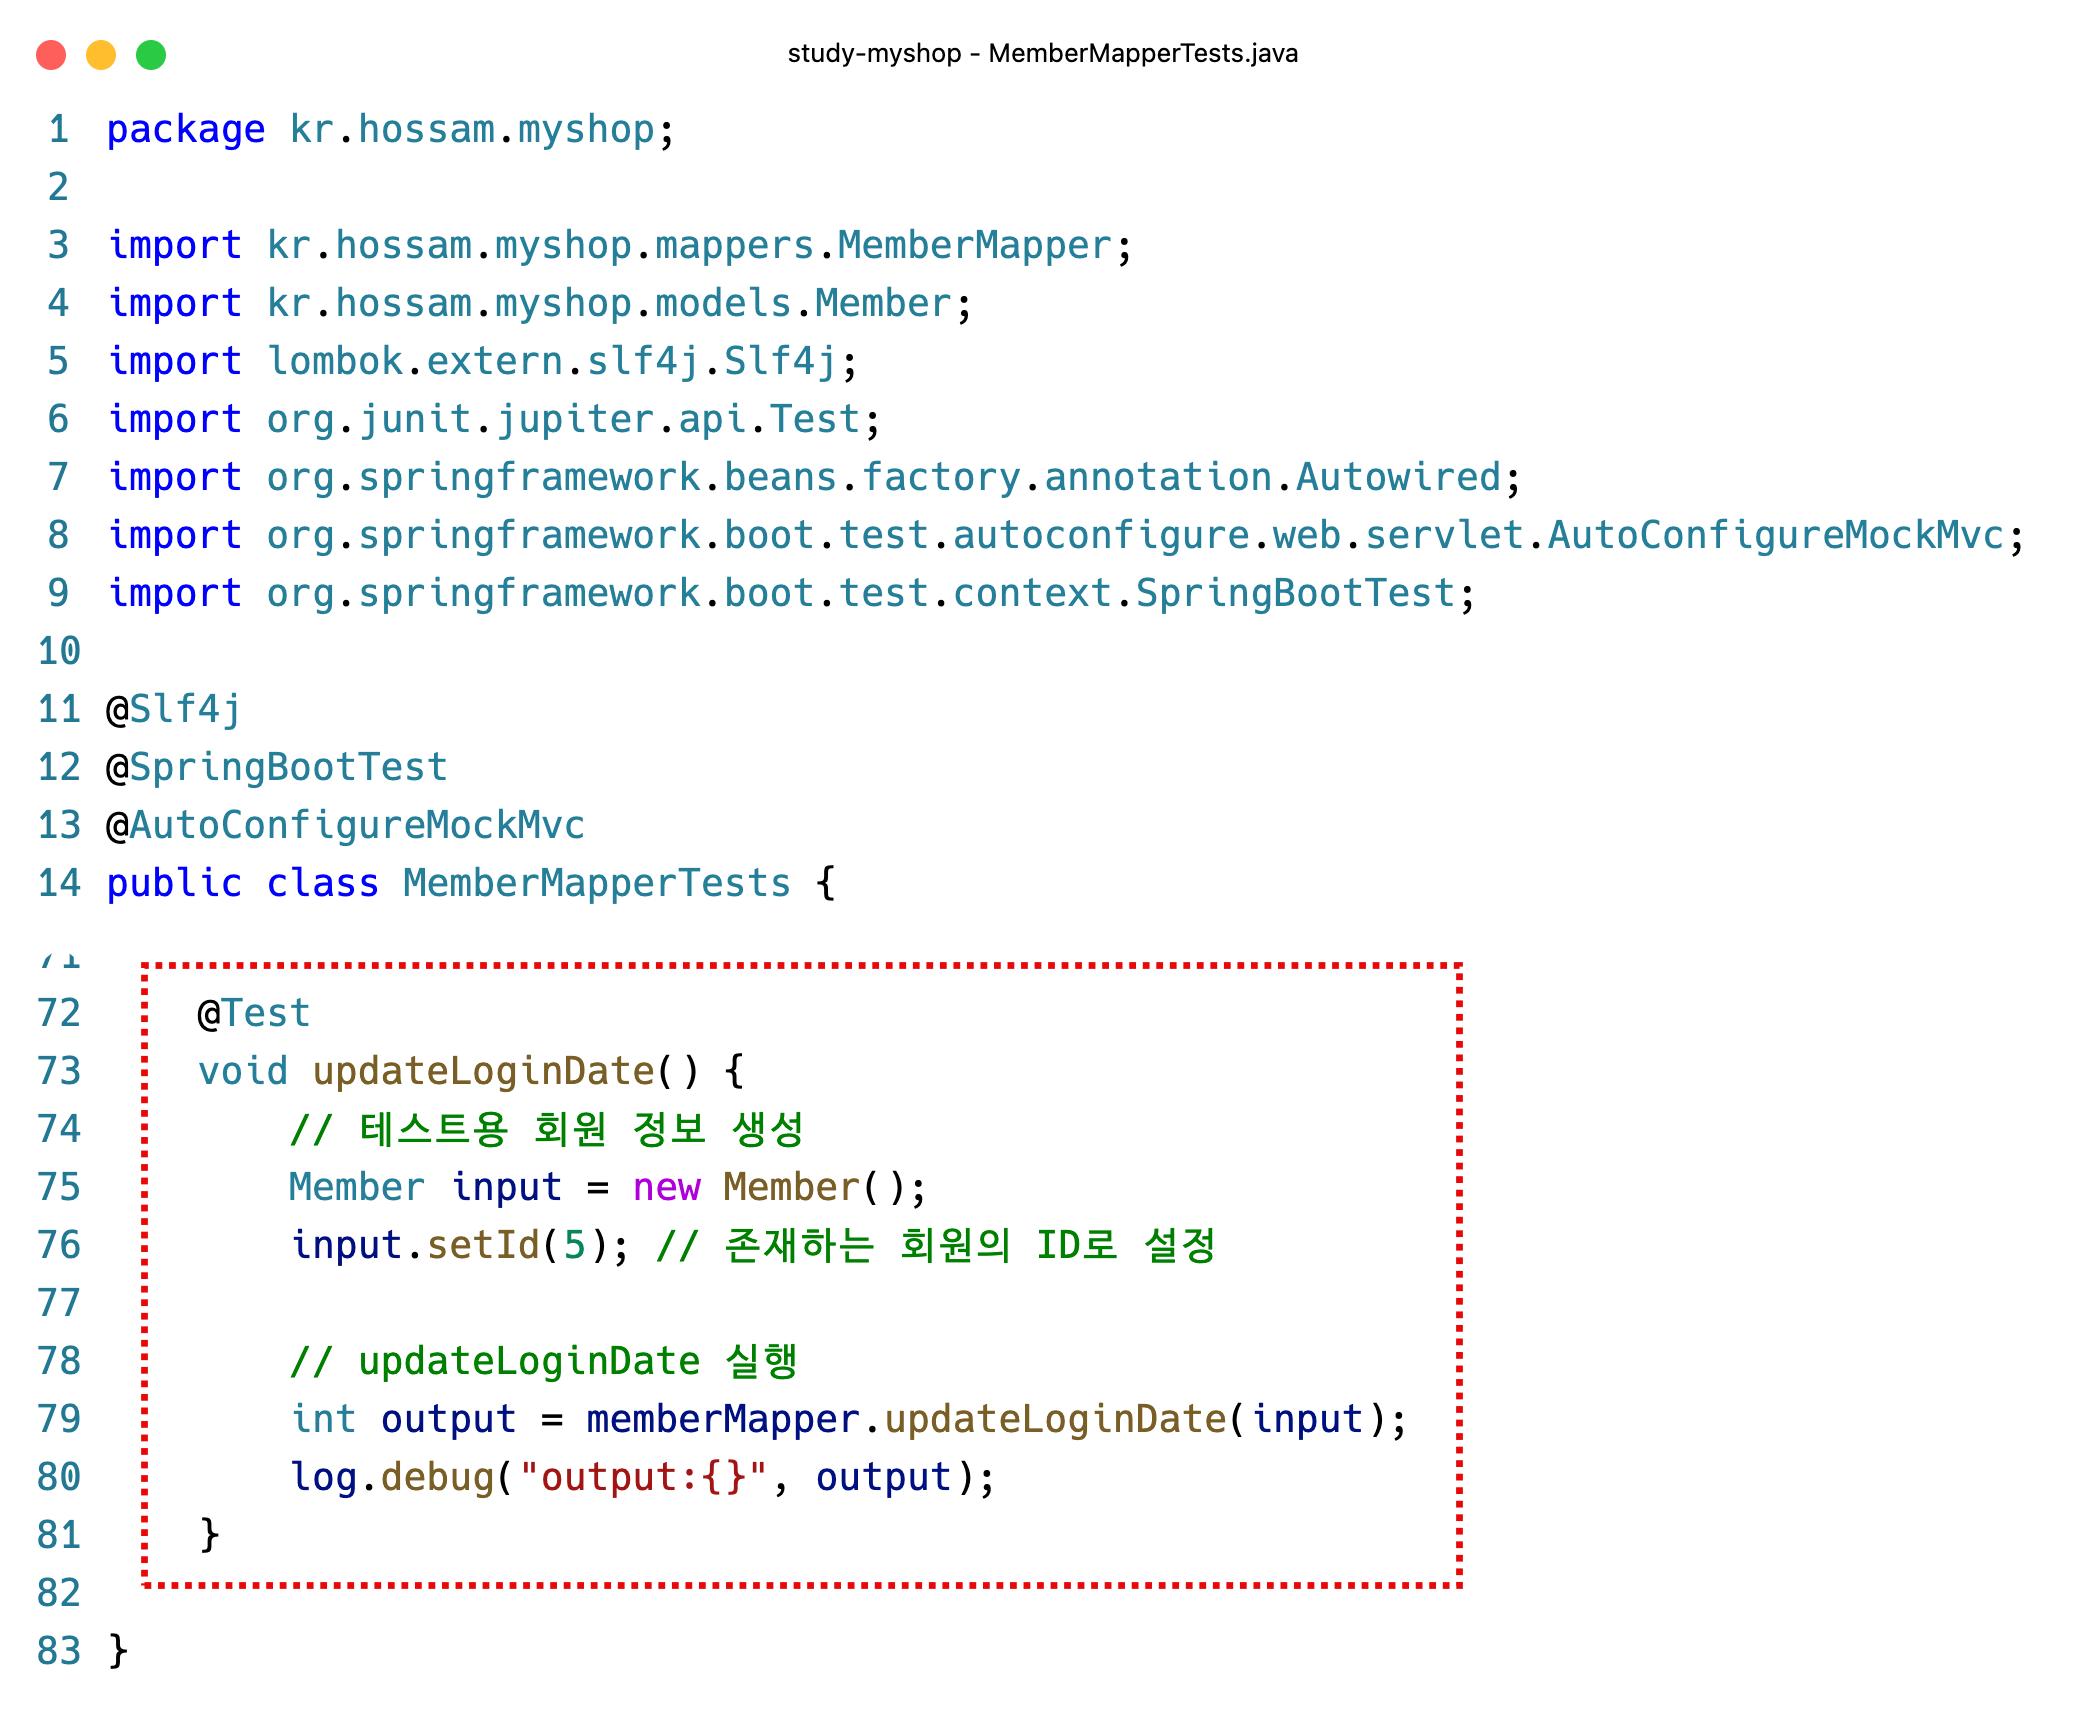 study-myshop - MemberMapperTests.java
1 package kr.hossam.myshop;
2
3 import kr.hossam.myshop.mappers.MemberMapper;
4 import kr.hossam.myshop.models.Member;
5 import lombok.extern.slf4j.Slf4j;
6 import org.junit.jupiter.api.Test;
7 import org.springframework.beans.factory.annotation.Autowired;
8 import org.springframework.boot.test.autoconfigure.web.servlet.AutoConfigureMockMvc;
9 import org.springframework.boot.test.context.SpringBootTest;
10
11 @Slf4j
12 @SpringBootTest
13 @AutoConfigureMockMvc
14 public class MemberMapperTests {
71
72     @Test
73     void updateLoginDate() {
74         // 테스트용 회원 정보 생성
75         Member input = new Member();
76         input.setId(5); // 존재하는 회원의 ID로 설정
77
78         // updateLoginDate 실행
79         int output = memberMapper.updateLoginDate(input);
80         log.debug("output:{}", output);
81     }
82
83 }